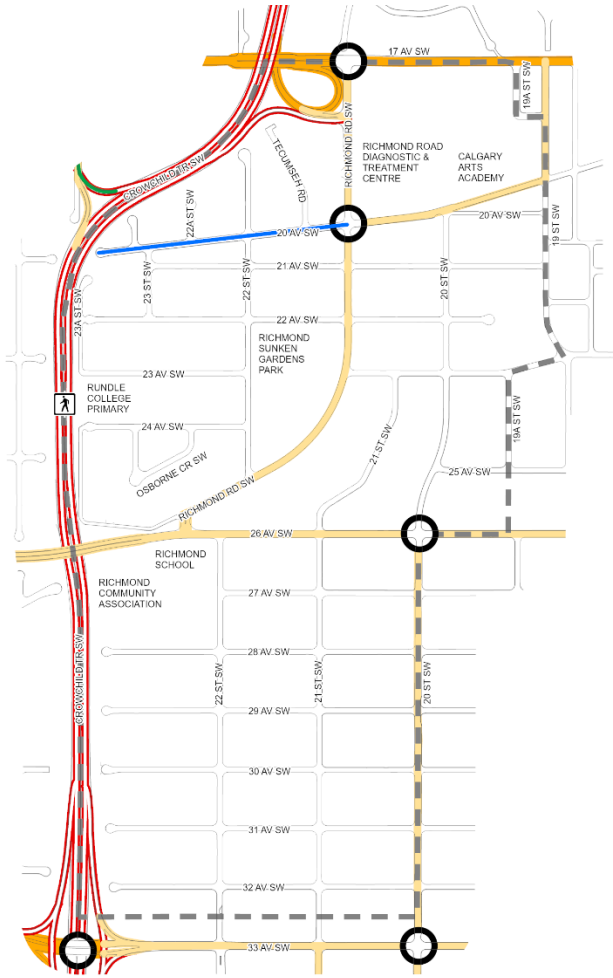 17 AV SW
19A ST SW
CROWCHILD TR SW
TECUMSEH RD
RICHMOND RD SW
RICHMOND ROAD
DIAGNOSTIC &
TREATMENT
CENTRE
CALGARY
ARTS
ACADEMY
22A ST SW
20 AV SW
20 AV SW
19 ST SW
23 ST SW
22 ST SW
21 AV SW
20 ST SW
23A ST SW
22 AV SW
RICHMOND
SUNKEN
GARDENS
PARK
23 AV SW
RUNDLE
COLLEGE
PRIMARY
24 AV SW
21 ST SW
19A ST SW
OSBORNE CR SW
25 AV SW
RICHMOND RD SW
26 AV SW
RICHMOND
SCHOOL
RICHMOND
COMMUNITY
ASSOCIATION
27 AV SW
28 AV SW
CROWCHILD TR SW
22 ST SW
21 ST SW
20 ST SW
29 AV SW
30 AV SW
31 AV SW
32 AV SW
33 AV SW